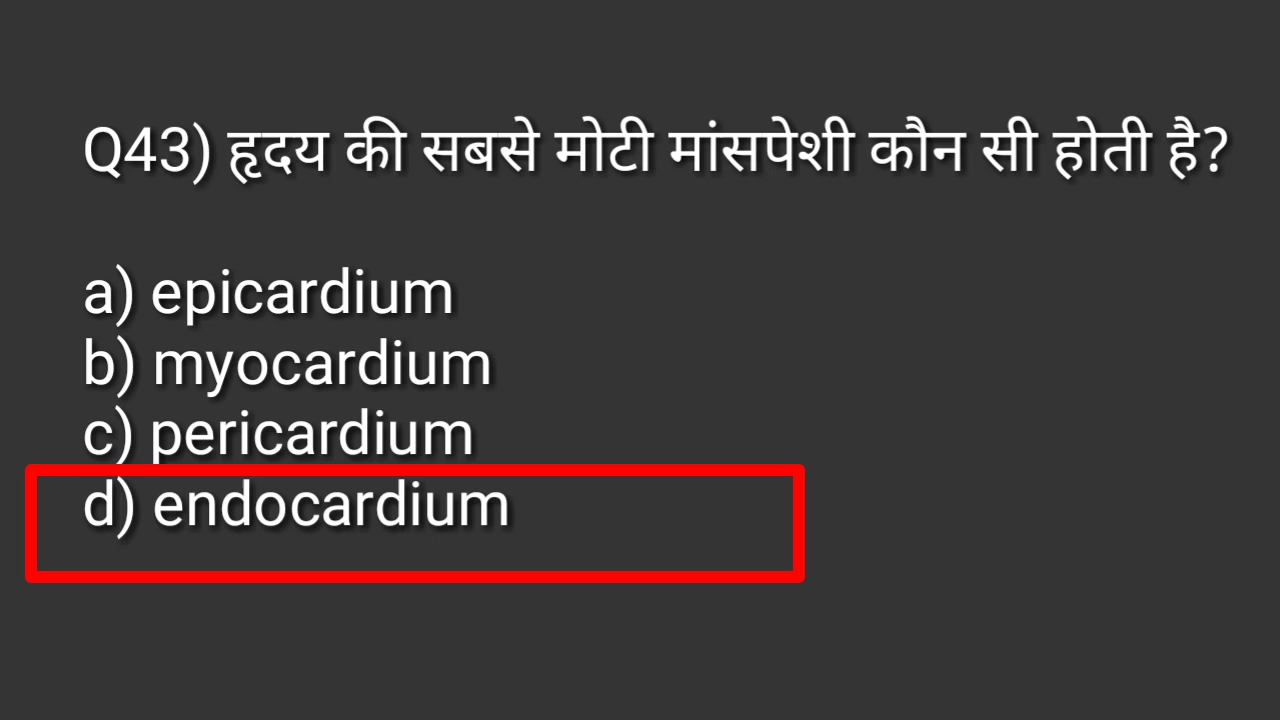 Q43) हृदय की सबसे मोटी मांसपेशी कौन सी होती है?
a) epicardium
b) myocardium
c) pericardium
d) endocardium